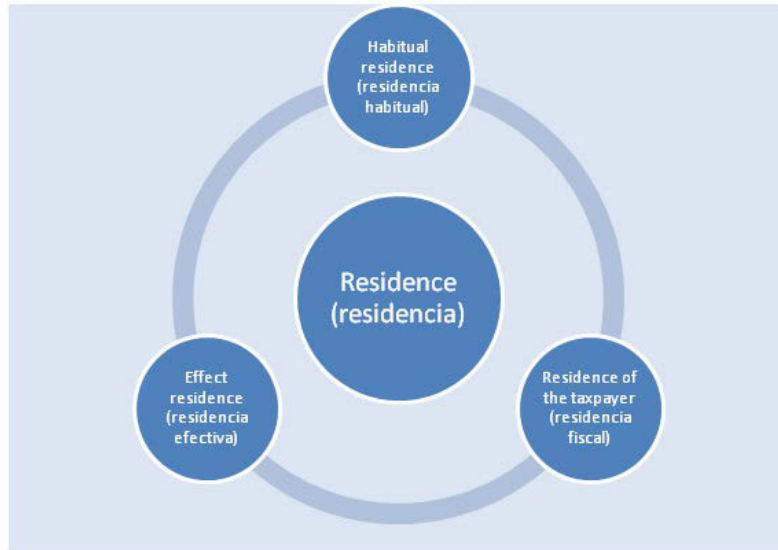 Habitual
residence
(residencia
habitual)
Residence
(residencia)
Effect
residence
(residencia
efectiva)
Residence of
the taxpayer
(residencia
fiscal)